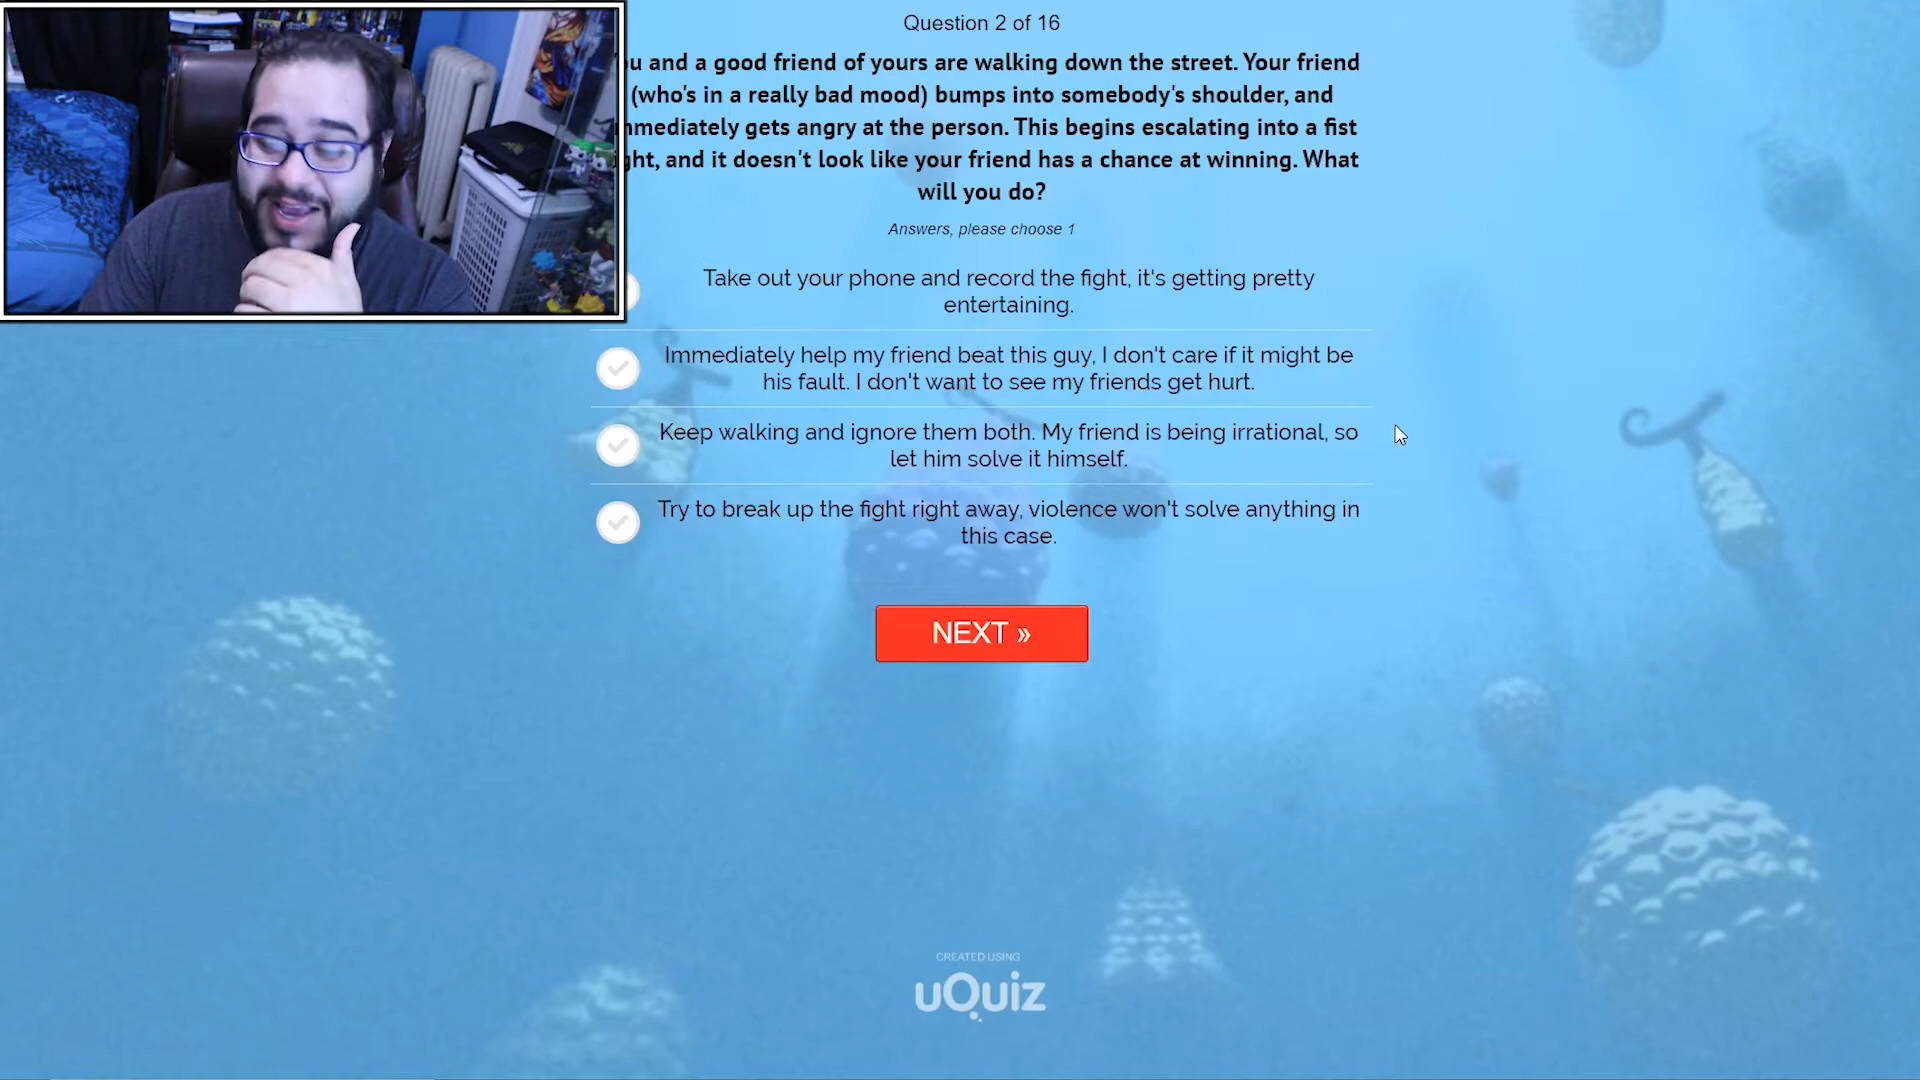 Question 2 of 16
u and a good friend of yours are walking down the street. Your friend
(who's in a really bad mood) bumps into somebody's shoulder, and
mmediately gets angry at the person. This begins escalating into a fist
ght, and it doesn't look like your friend has a chance at winning. What
will you do?
Answers, please choose 1
Take out your phone and record the fight, it's getting pretty
entertaining.
Immediately help my friend beat this guy, I don't care if it might be
his fault. I don't want to see my friends get hurt.
Keep walking and ignore them both. My friend is being irrational, so
let him solve it himself.
Try to break up the fight right away, violence won't solve anything in
this case.
NEXT »
CREATED USING
uQuiz